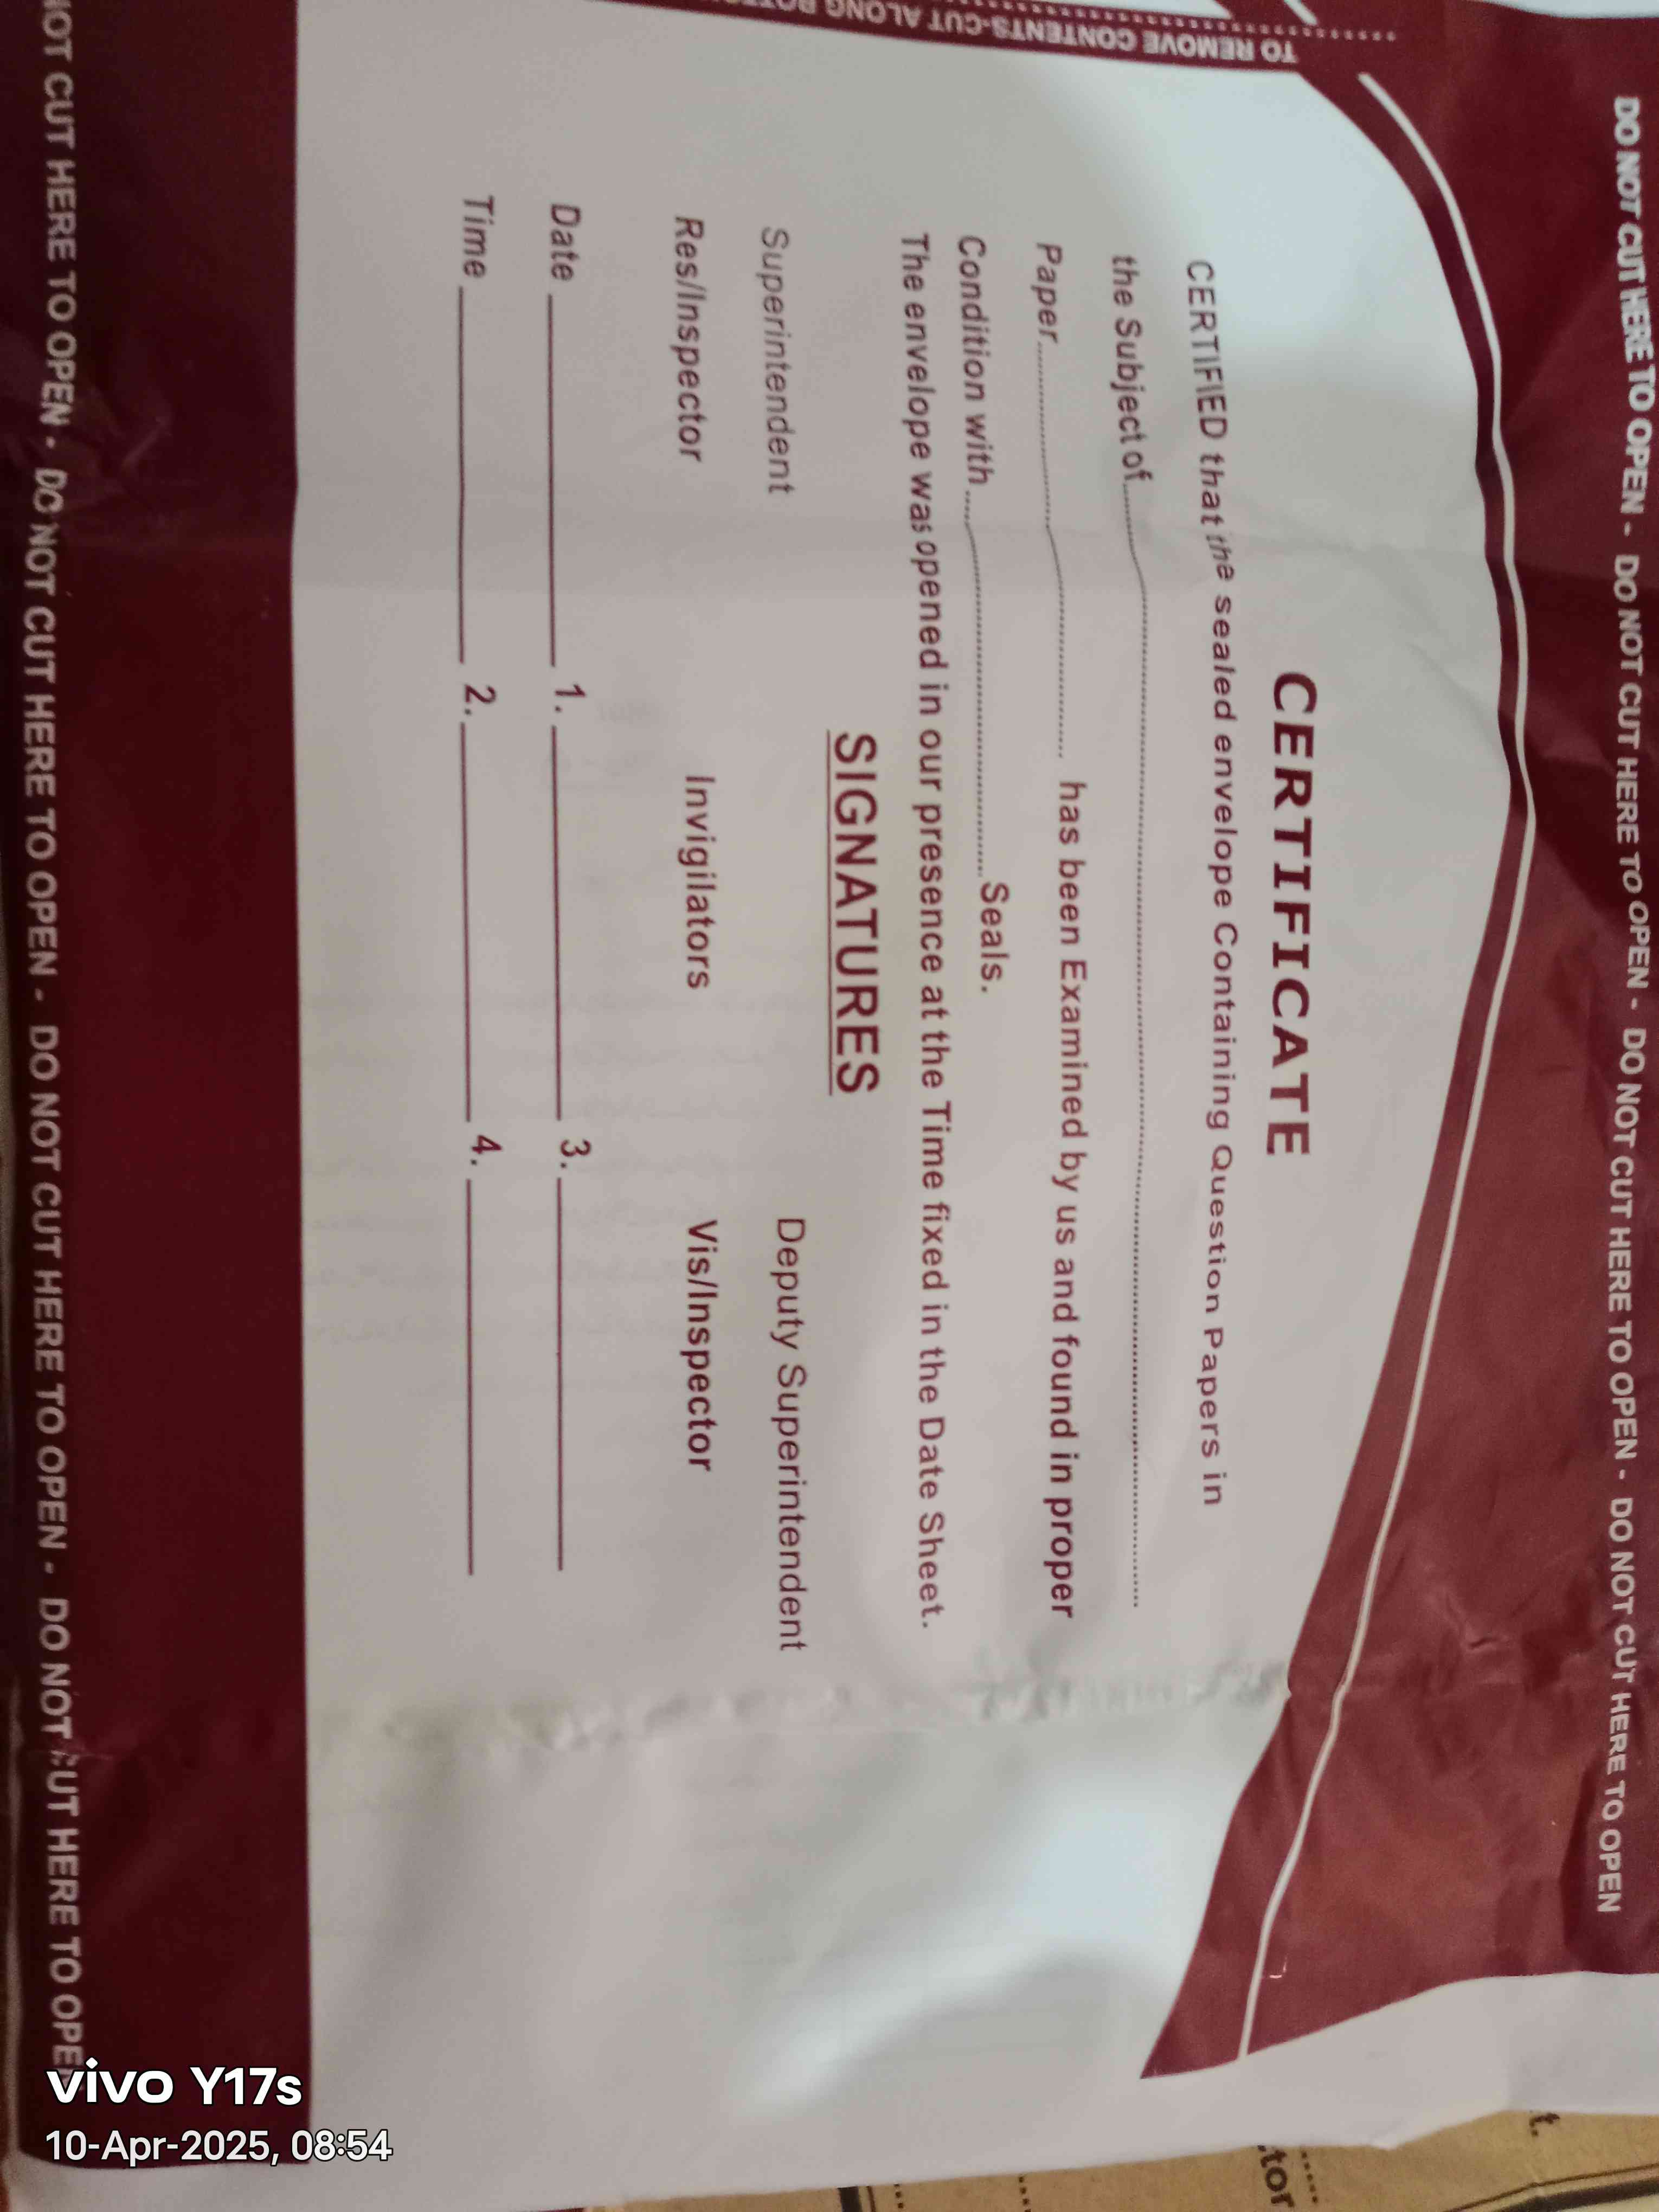 TO REMOVE CONTENTS-CUT ALONG
DO NOT CUT HERE TO OPEN - DO NOT CUT HERE TO OPEN - DO NOT CUT HERE TO OPEN - DO NOT CUT HERE TO OPEN
CERTIFICATE
CERTIFIED that the sealed envelope Containing Question Papers in
the Subject of
Paper has been Examined by us and found in proper
Condition with Seals.
The envelope was opened in our presence at the Time fixed in the Date Sheet.
SIGNATURES
Superintendent Deputy Superintendent
Res/Inspector Invigilators Vis/Inspector
Date 1. 3.
Time 2. 4.
NOT CUT HERE TO OPEN - DO NOT CUT HERE TO OPEN - DO NOT CUT HERE TO OPEN - DO NOT CUT HERE TO OPEN
vivo Y17s
10-Apr-2025, 08:54